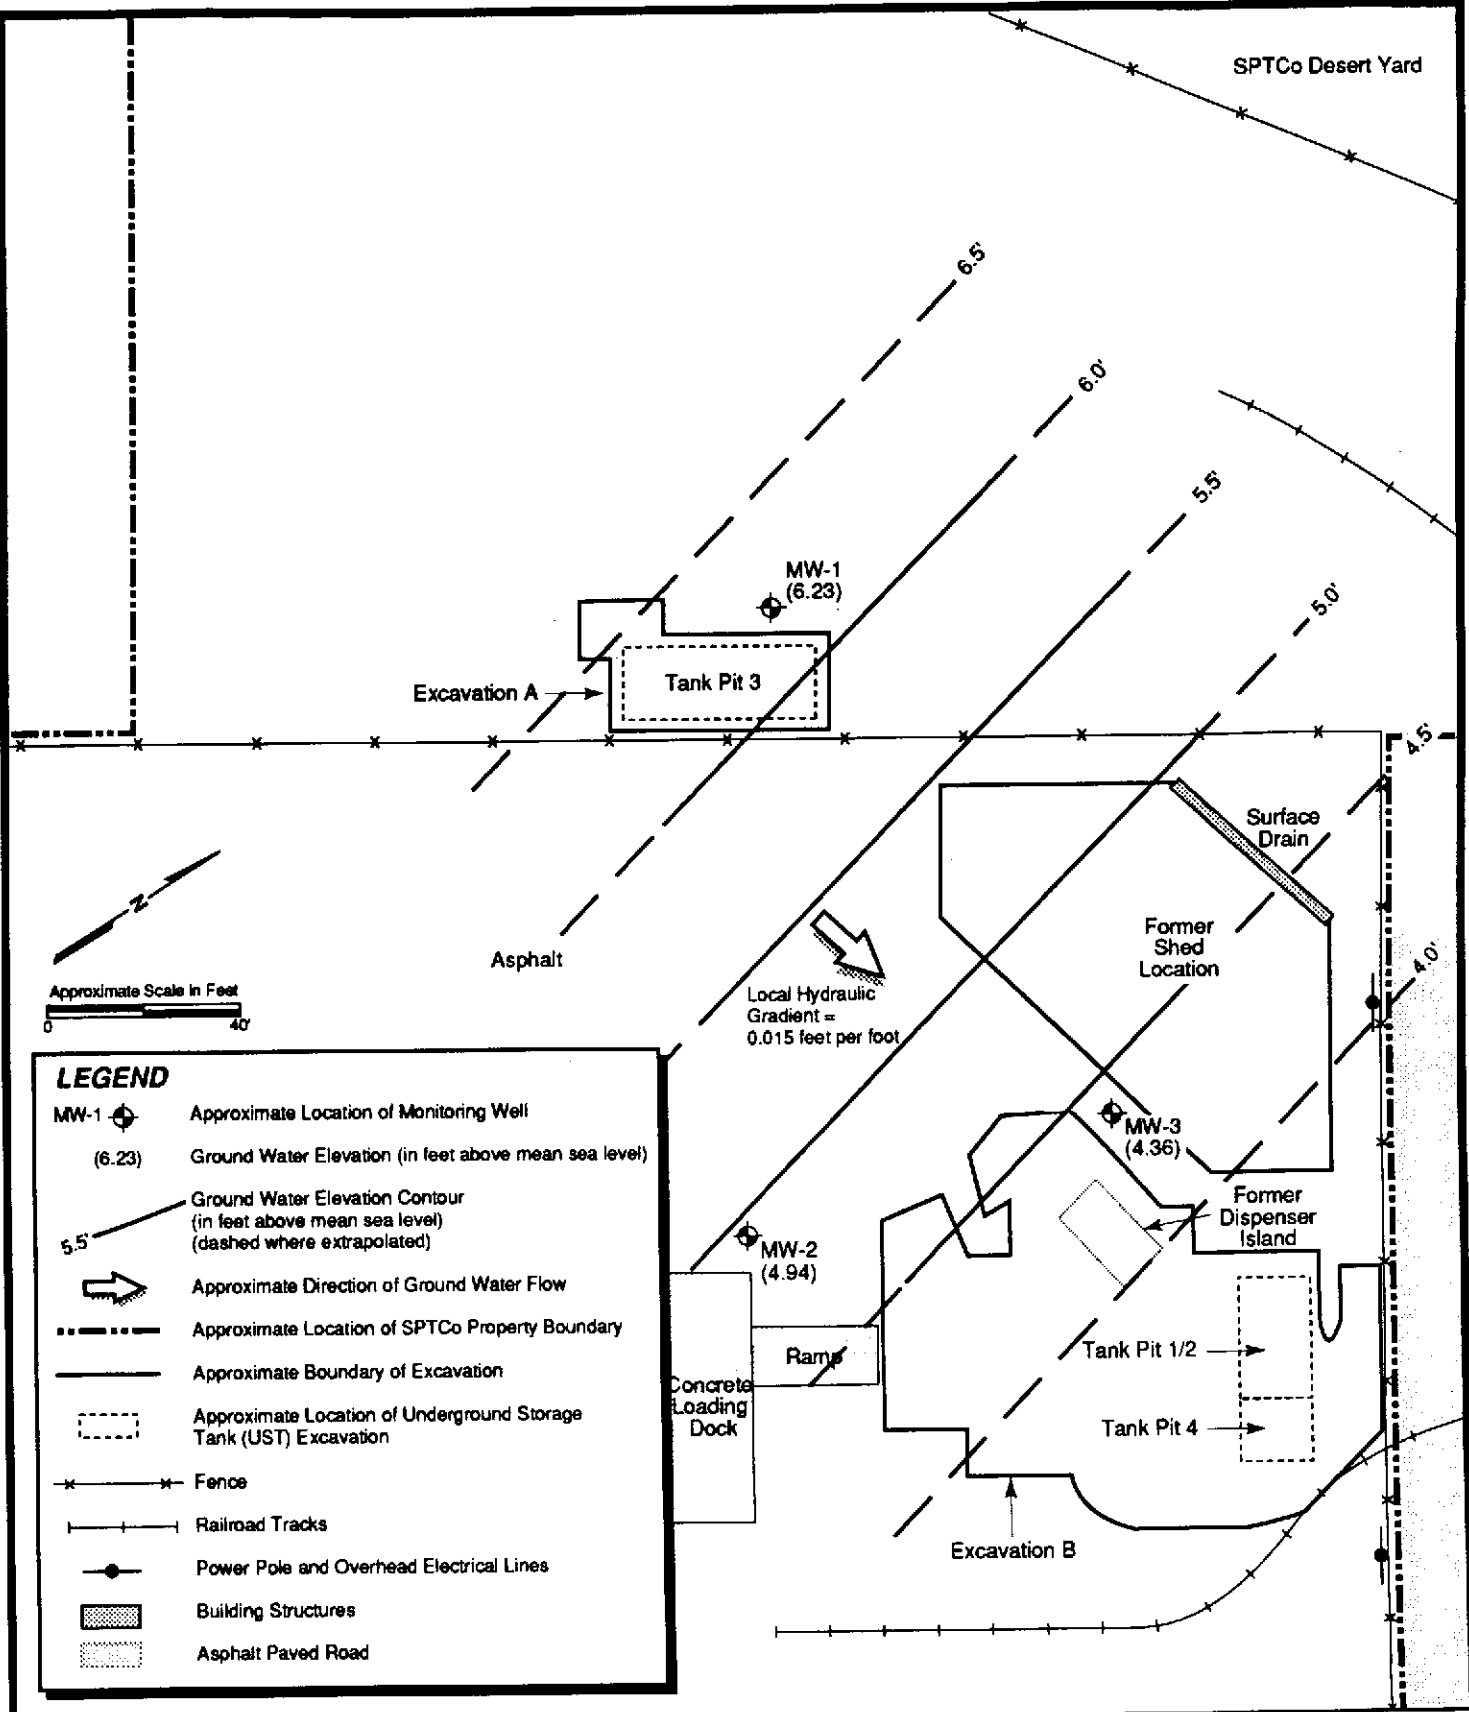 SPTCo Desert Yard
6.5'
6.0'
5.5'
5.0'
MW-1
(6.23)
Tank Pit 3
Excavation A
4.5'
Surface
Drain
N
Former
Shed
Location
4.0'
Asphalt
Approximate Scale in Feet
0
40'
Local Hydraulic
Gradient =
0.015 feet per foot
MW-3
(4.36)
Former
Dispenser
Island
MW-2
(4.94)
Ramp
Concrete
Loading
Dock
Tank Pit 1/2
Tank Pit 4
Excavation B
LEGEND
MW-1 Approximate Location of Monitoring Well
(6.23) Ground Water Elevation (in feet above mean sea level)
5.5' Ground Water Elevation Contour
(in feet above mean sea level)
(dashed where extrapolated)
Approximate Direction of Ground Water Flow
Approximate Location of SPTCo Property Boundary
Approximate Boundary of Excavation
Approximate Location of Underground Storage
Tank (UST) Excavation
Fence
Railroad Tracks
Power Pole and Overhead Electrical Lines
Building Structures
Asphalt Paved Road